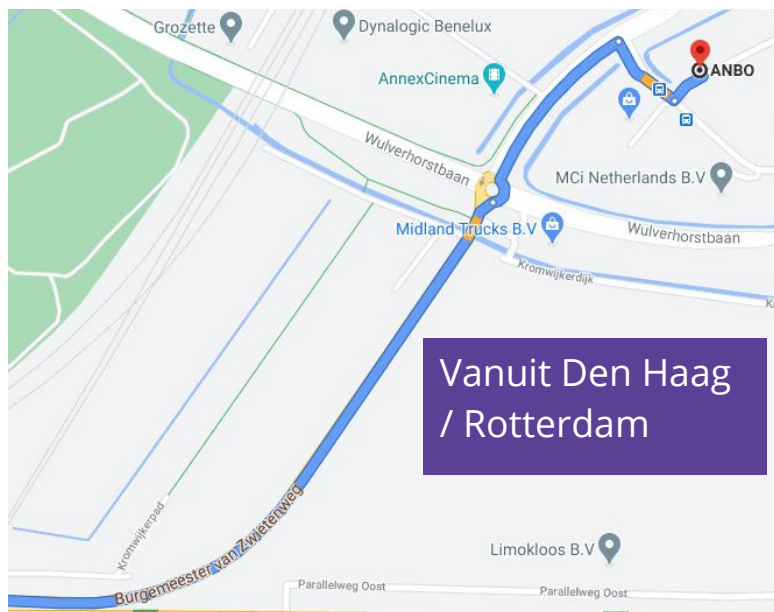 Grozette
Dynalogic Benelux
ANBO
AnnexCinema
Wulverhorstbaan
MCi Netherlands B.V
Midland Trucks B.V
Wulverhorstbaan
Kromwijkerdijk
Vanuit Den Haag
/ Rotterdam
Kromwijkerpad
Burgemeester van Zwietenweg
Limokloos B.V
Parallelweg Oost
Parallelweg Oost